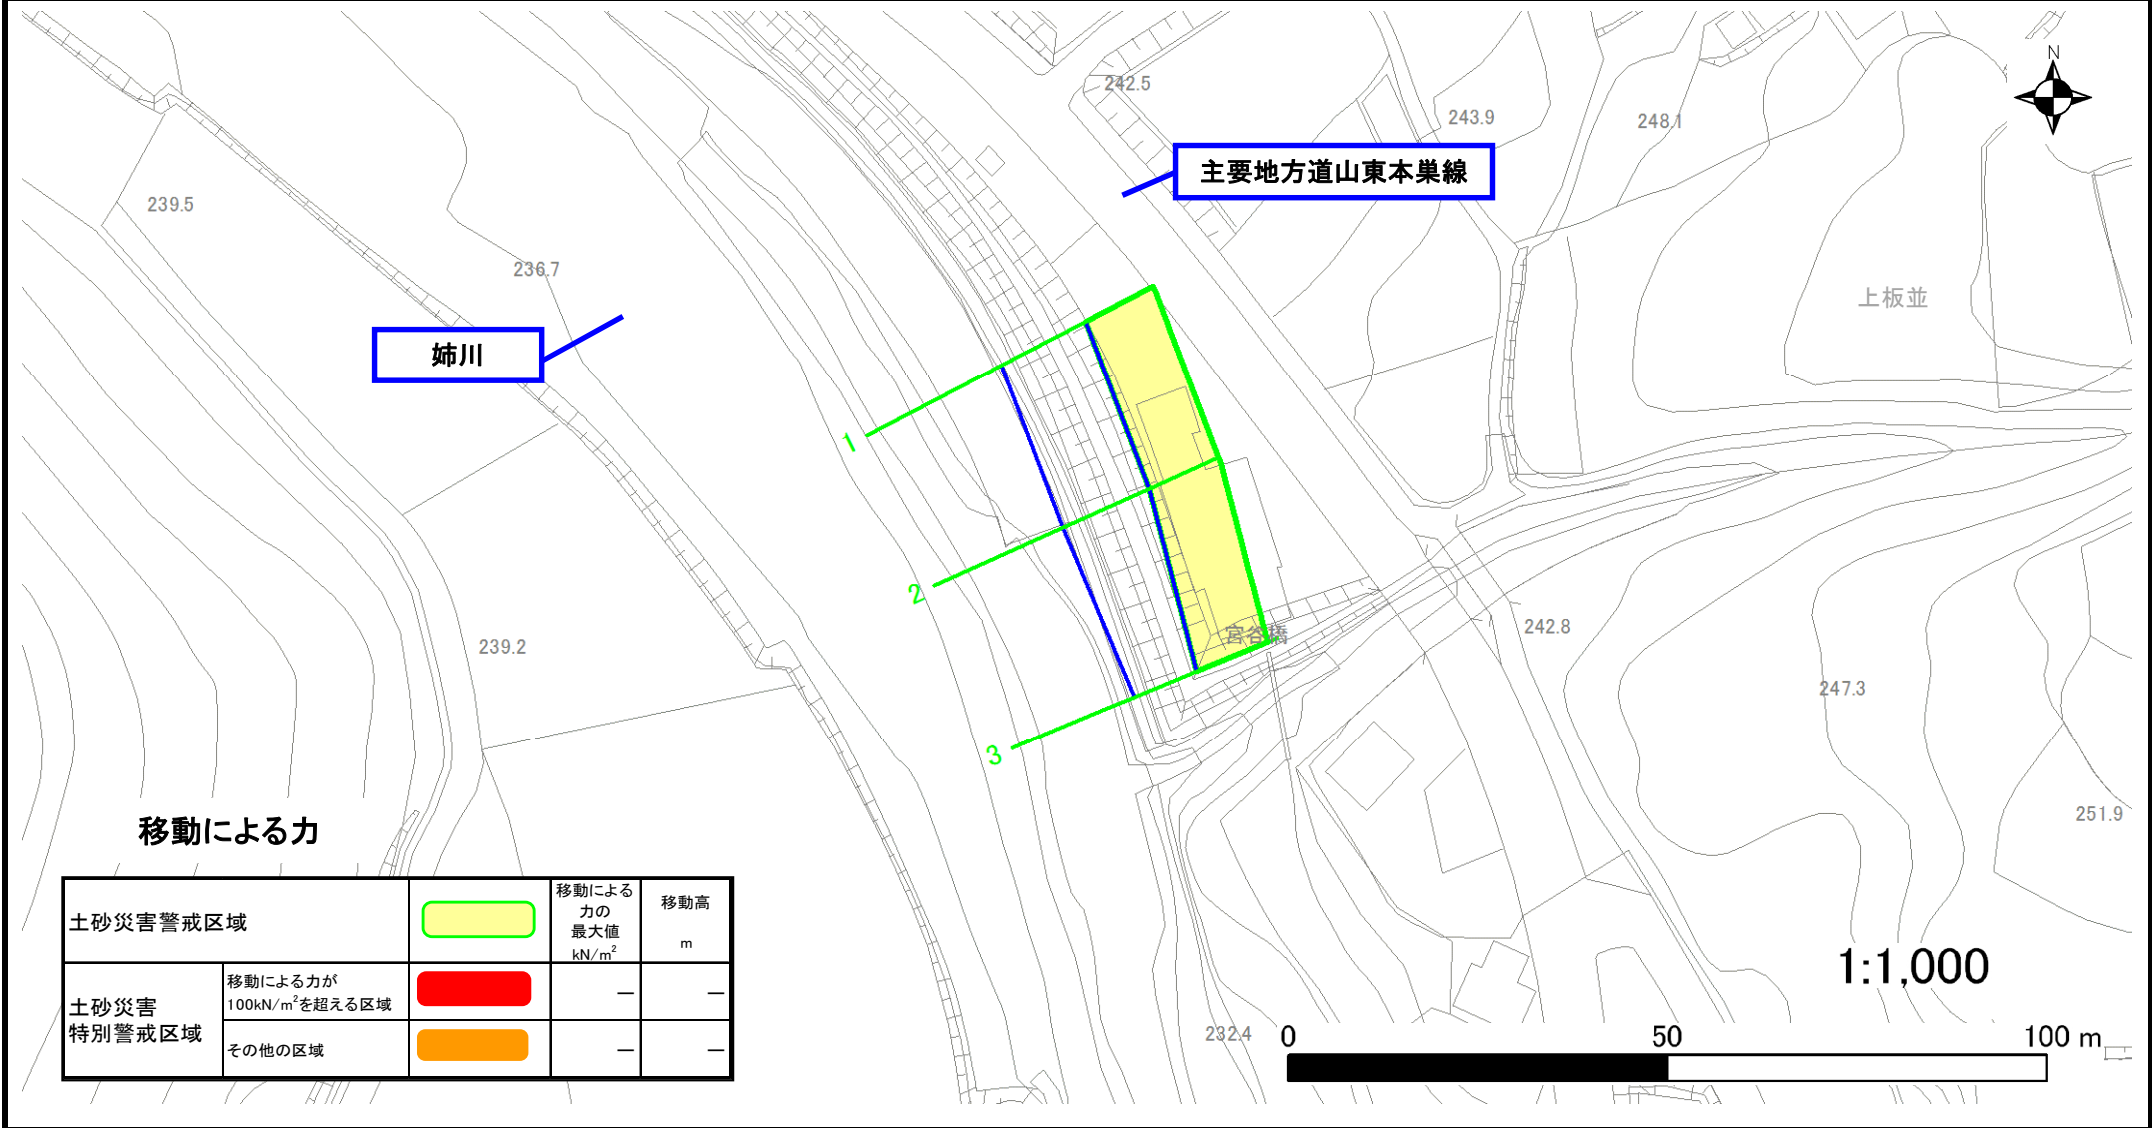 N
242.5
243.9
248.1
主要地方道山東本巣線
239.5
236.7
上板並
姉川
1
2
宮谷橋
242.8
239.2
247.3
3
251.9
移動による力
土砂災害警戒区域
移動による
力の
最大値
kN/m²
移動高
m
土砂災害
特別警戒区域
移動による力が
100kN/m²を超える区域
— —
その他の区域
— —
1:1,000
232.4
0 50 100 m